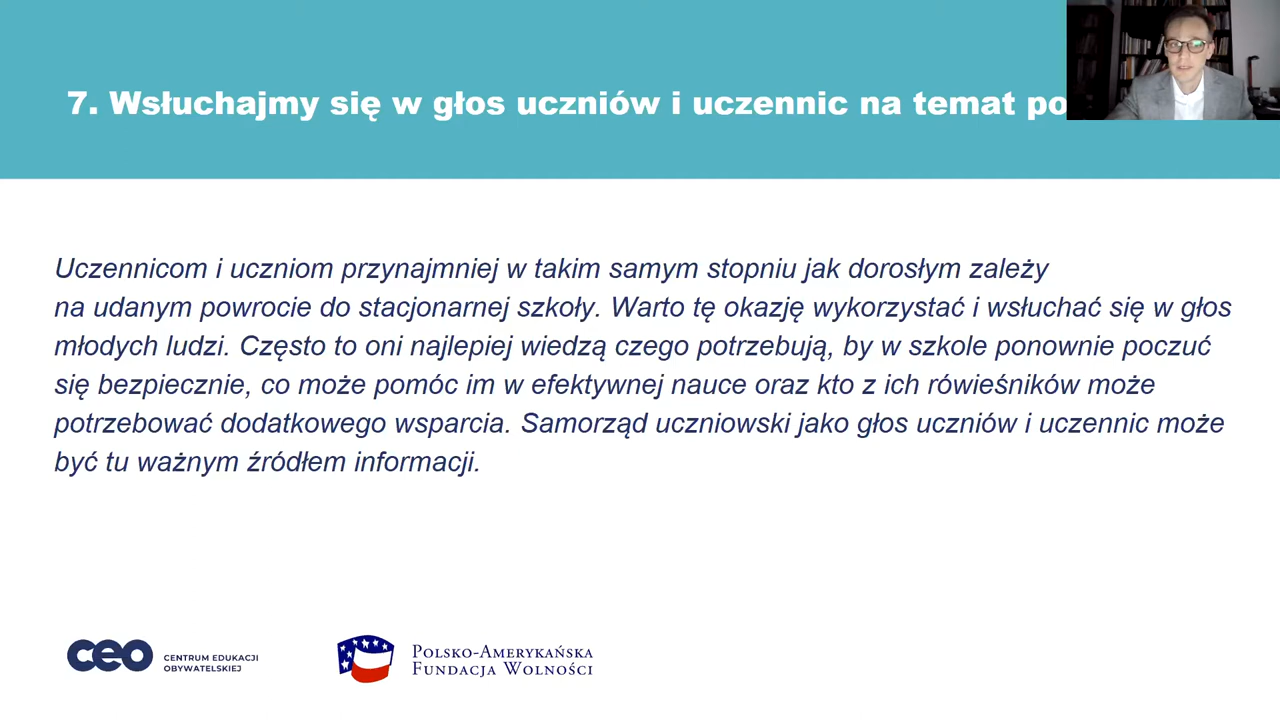 7. Wsłuchajmy się w głos uczniów i uczennic na temat
Uczennicom i uczniom przynajmniej w takim samym stopniu jak dorosłym zależy
na udanym powrocie do stacjonarnej szkoły. Warto tę okazję wykorzystać i wsłuchać się w głos
młodych ludzi. Często to oni najlepiej wiedzą czego potrzebują, by w szkole ponownie poczuć
się bezpiecznie, co może pomóc im w efektywnej nauce oraz kto z ich rówieśników może
potrzebować dodatkowego wsparcia. Samorząd uczniowski jako głos uczniów i uczennic może
być tu ważnym źródłem informacji.
ceo
CENTRUM EDUKACJI
OBYWATELSKIEJ
POLSKO-AMERYKAŃSKA
FUNDACJA WOLNOŚCI